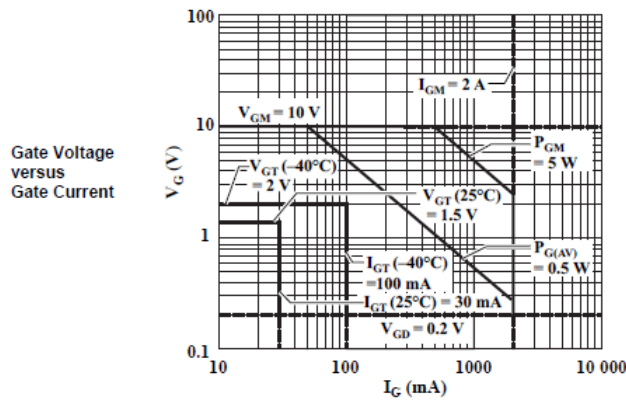 Gate Voltage
versus
Gate Current
V_G (V)
100
10
1
0.1
I_GM = 2 A
V_GM = 10 V
P_GM
= 5 W
V_GT (–40°C)
= 2 V
V_GT (25°C)
= 1.5 V
I_GT (–40°C)
=100 mA
P_G(AV)
= 0.5 W
I_GT (25°C) = 30 mA
V_GD = 0.2 V
10
100
1000
10 000
I_G (mA)